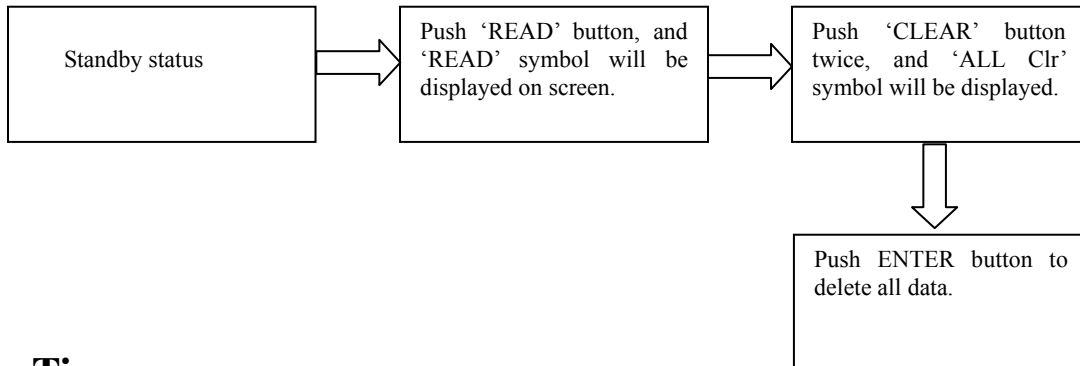 Standby status
Push ‘READ’ button, and
‘READ’ symbol will be
displayed on screen.
Push ‘CLEAR’ button
twice, and ‘ALL Clr’
symbol will be displayed.
Push ENTER button to
delete all data.